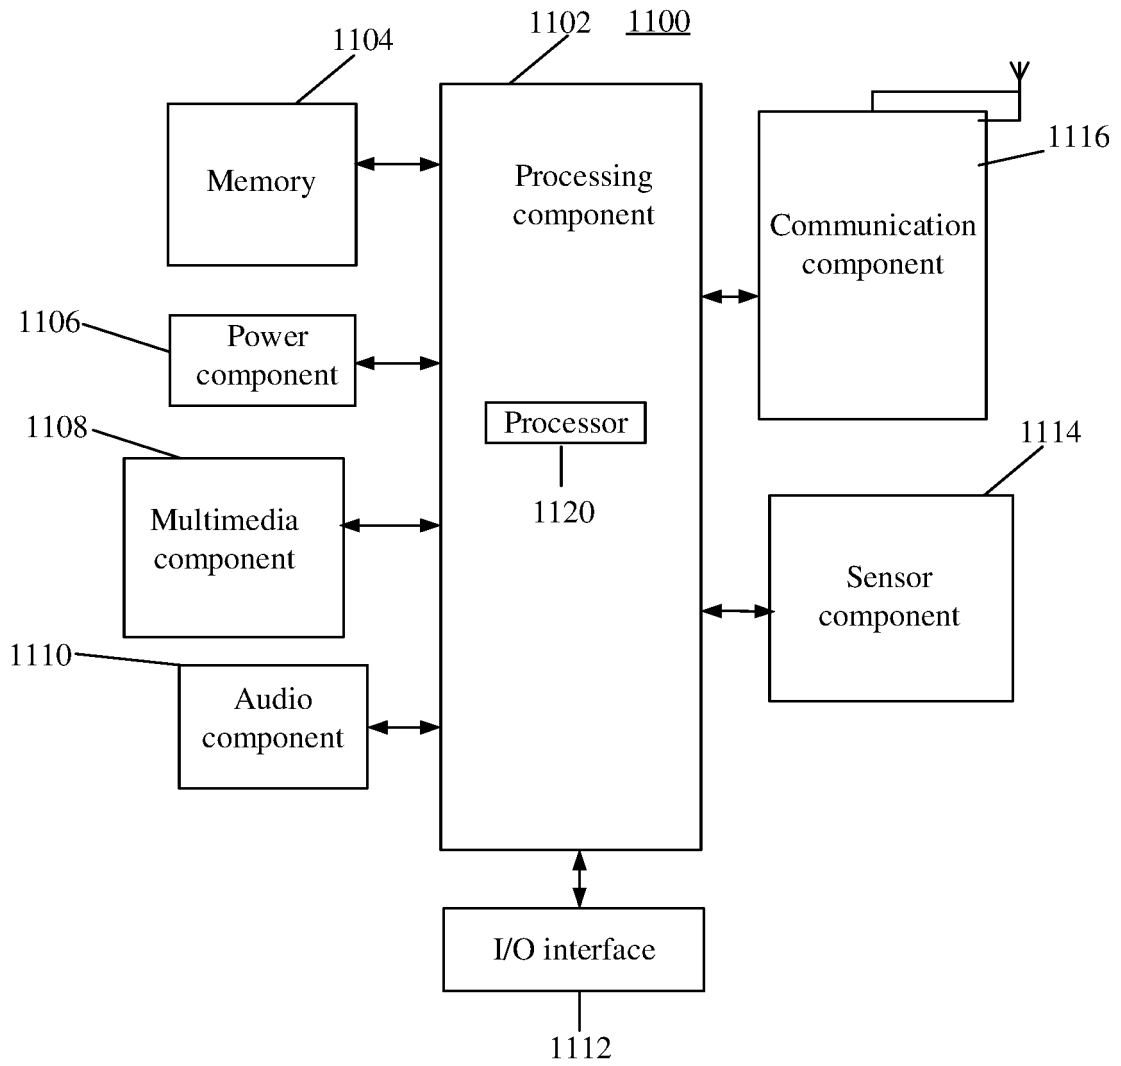 1100
1102
1104
Memory
Processing
component
1116
Communication
component
1106
Power
component
Processor
1120
1108
Multimedia
component
1114
Sensor
component
1110
Audio
component
I/O interface
1112